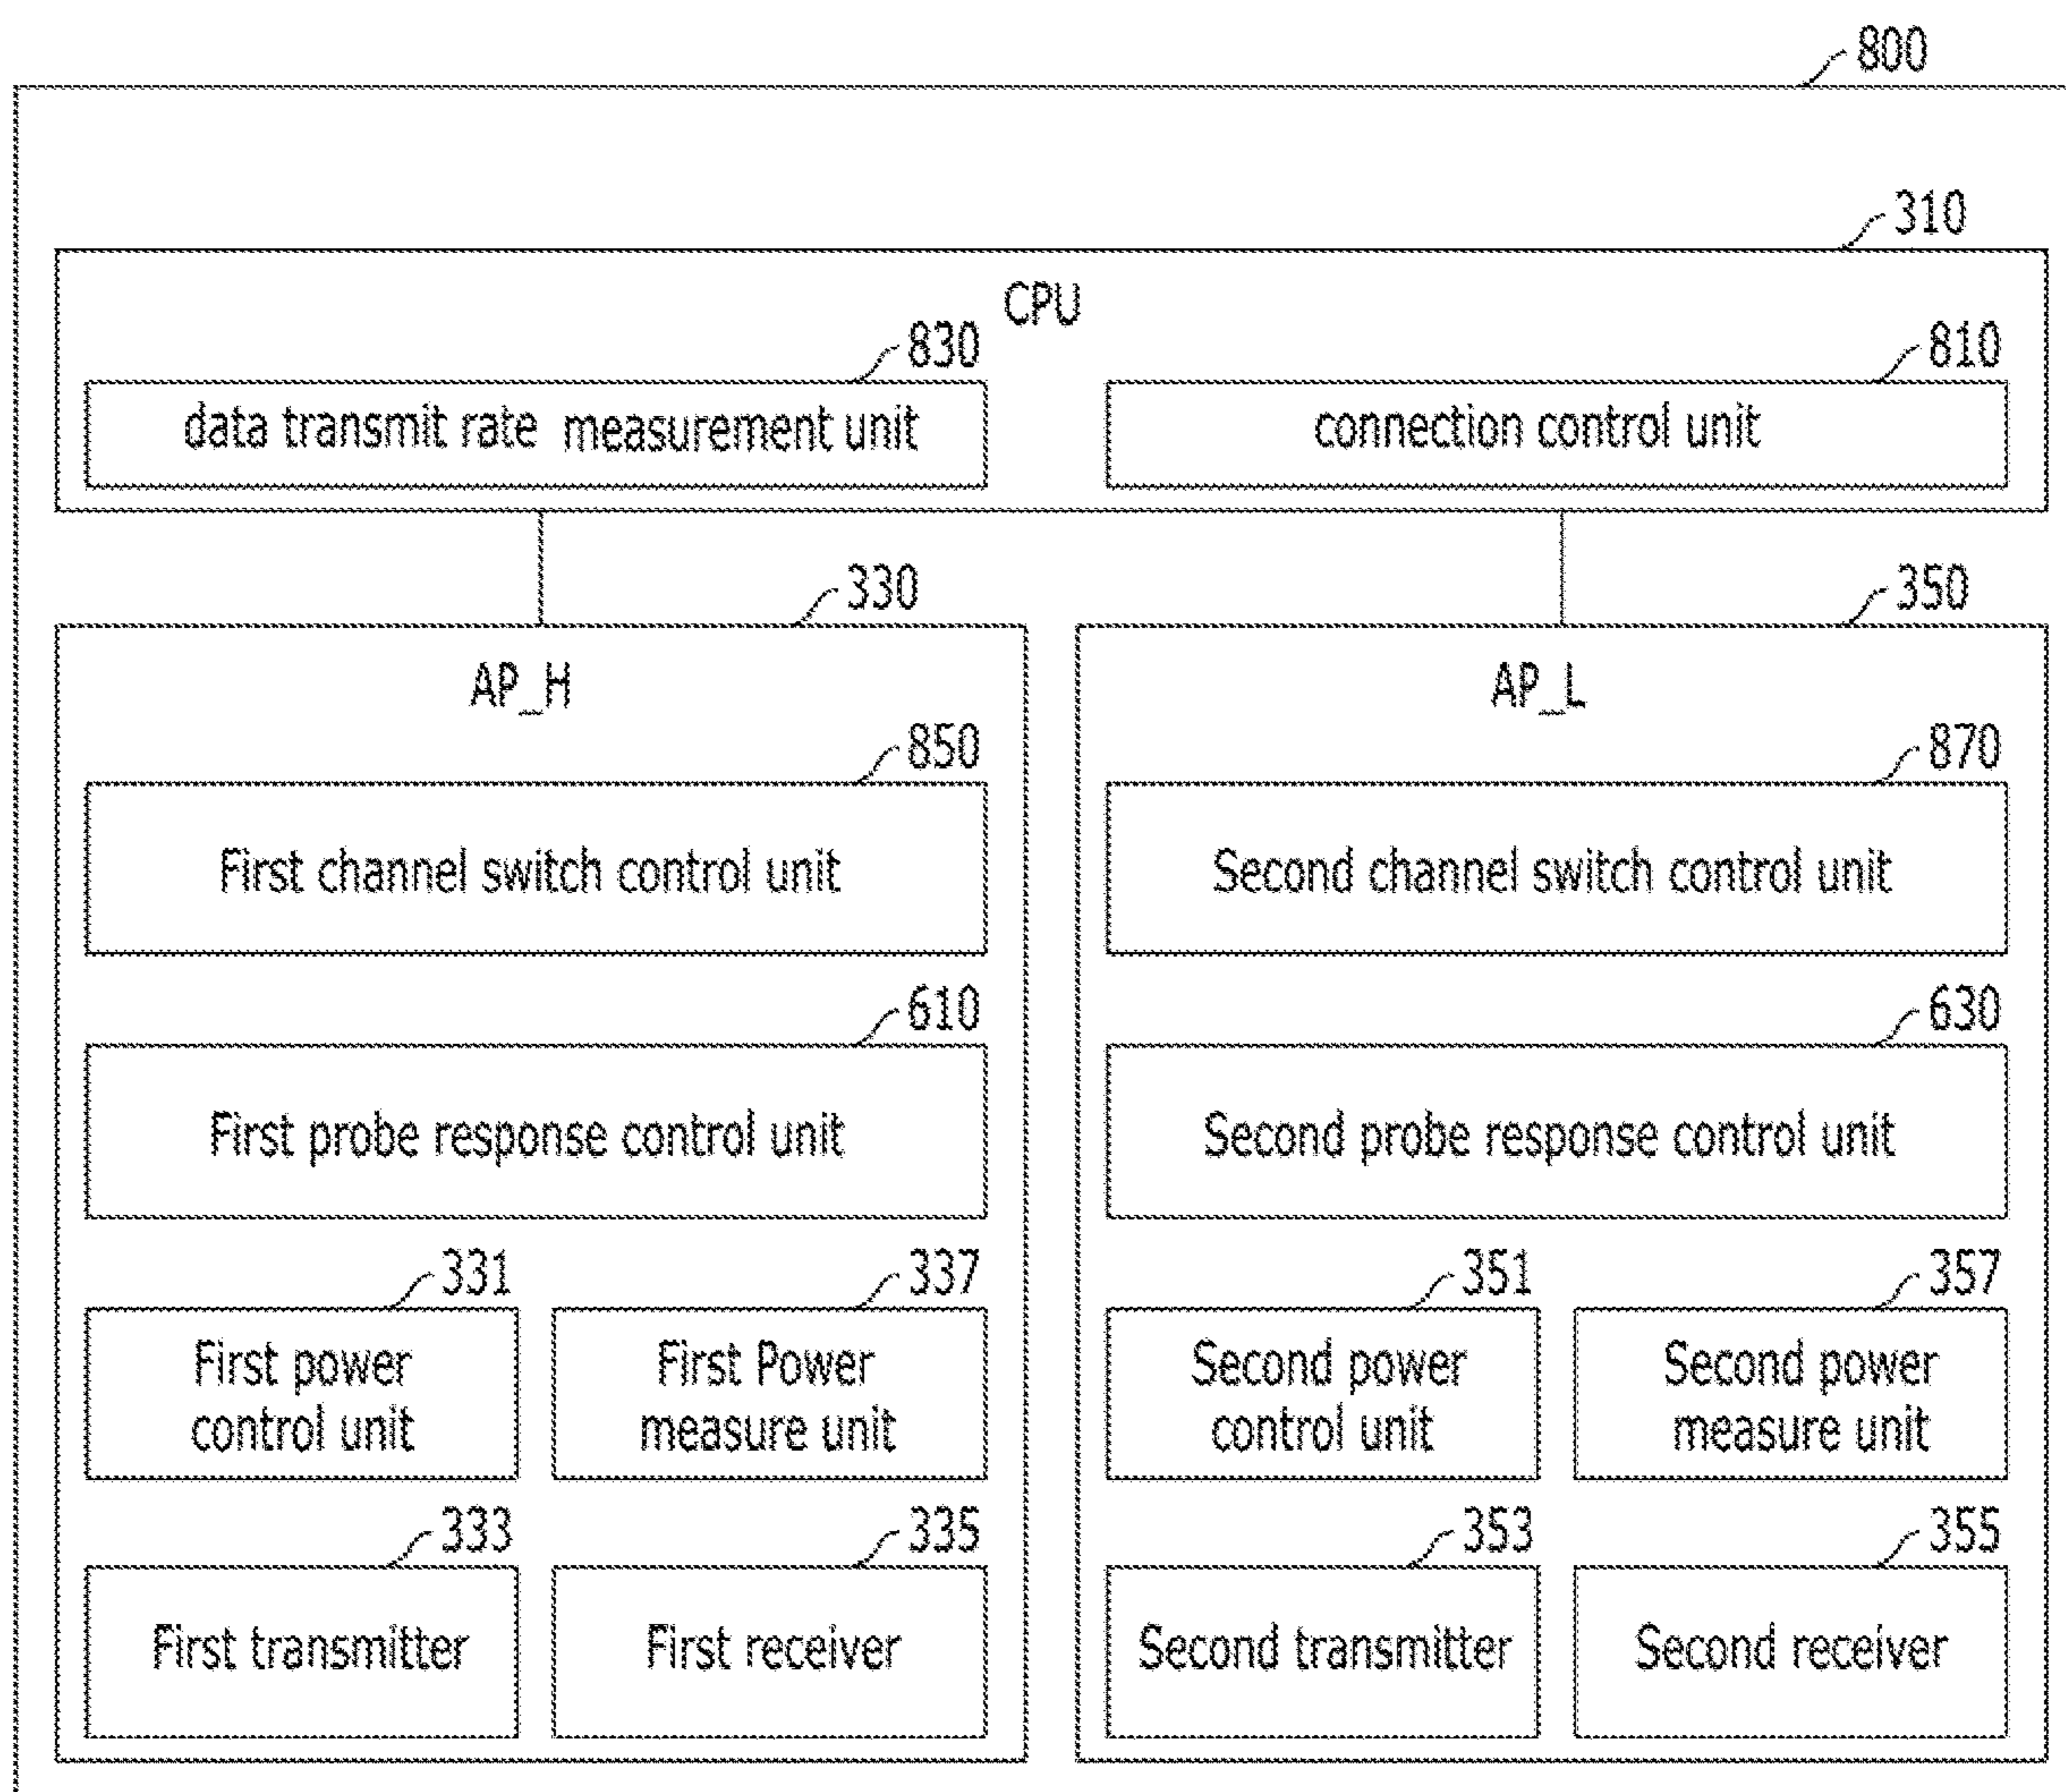 800
310
CPU
830
810
data transmit rate measurement unit
connection control unit
330
350
AP_H
AP_L
850
870
First channel switch control unit
Second channel switch control unit
610
630
First probe response control unit
Second probe response control unit
331
337
351
357
First power
control unit
First Power
measure unit
Second power
control unit
Second power
measure unit
333
335
353
355
First transmitter
First receiver
Second transmitter
Second receiver